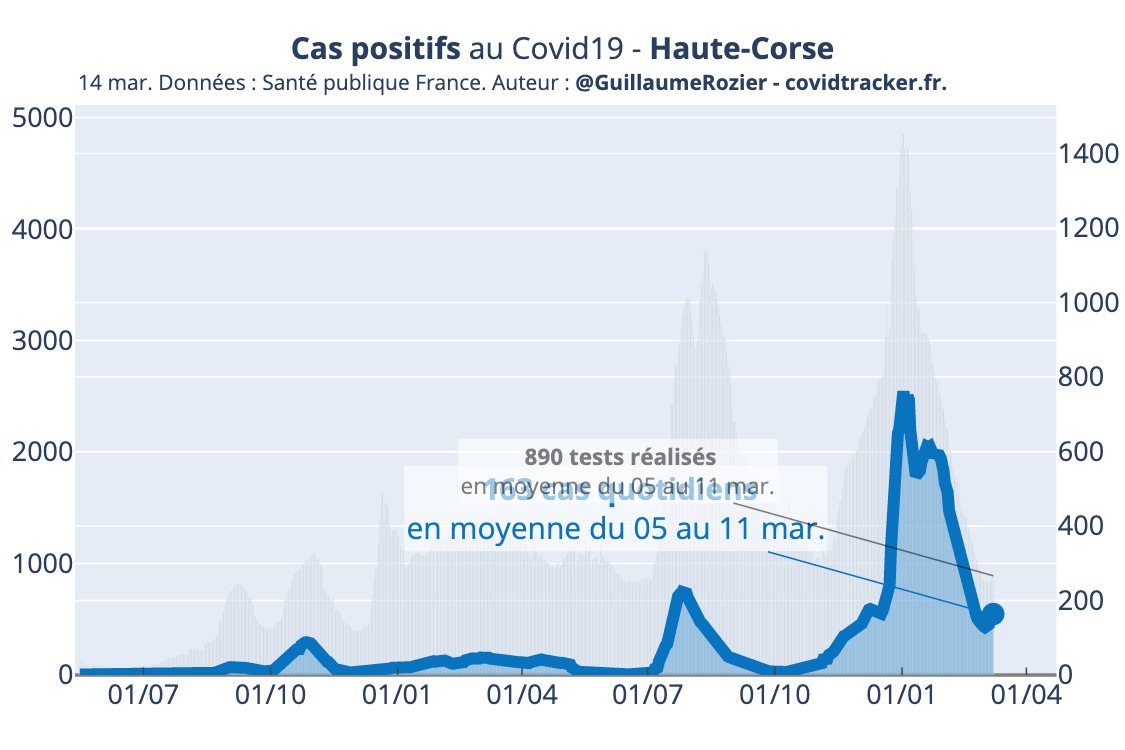 Cas positifs au Covid19 - Haute-Corse
14 mar. Données : Santé publique France. Auteur : @GuillaumeRozier - covidtracker.fr.
5000
4000
3000
2000
1000
0
1400
1200
1000
800
600
400
200
0
890 tests réalisés
en moyenne du 05 au 11 mar.
163 cas quotidiens
en moyenne du 05 au 11 mar.
01/07 01/10 01/01 01/04 01/07 01/10 01/01 01/04